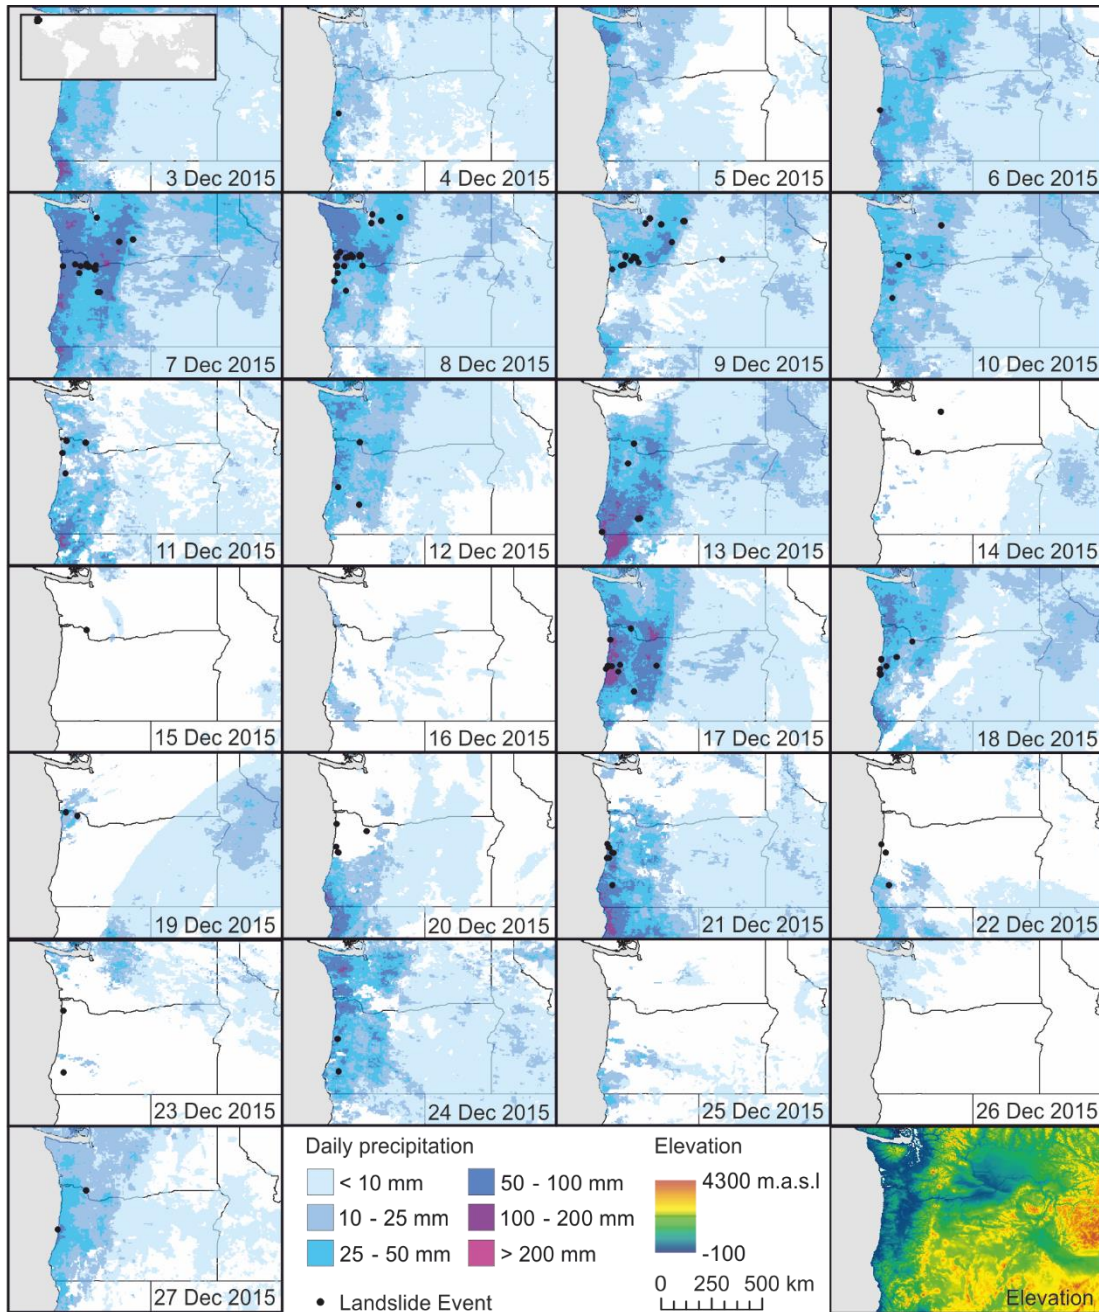 3 Dec 2015
4 Dec 2015
5 Dec 2015
6 Dec 2015
7 Dec 2015
8 Dec 2015
9 Dec 2015
10 Dec 2015
11 Dec 2015
12 Dec 2015
13 Dec 2015
14 Dec 2015
15 Dec 2015
16 Dec 2015
17 Dec 2015
18 Dec 2015
19 Dec 2015
20 Dec 2015
21 Dec 2015
22 Dec 2015
23 Dec 2015
24 Dec 2015
25 Dec 2015
26 Dec 2015
27 Dec 2015
Daily precipitation
< 10 mm
10 - 25 mm
25 - 50 mm
50 - 100 mm
100 - 200 mm
> 200 mm
Landslide Event
Elevation
4300 m.a.s.l
-100
0 250 500 km
Elevation